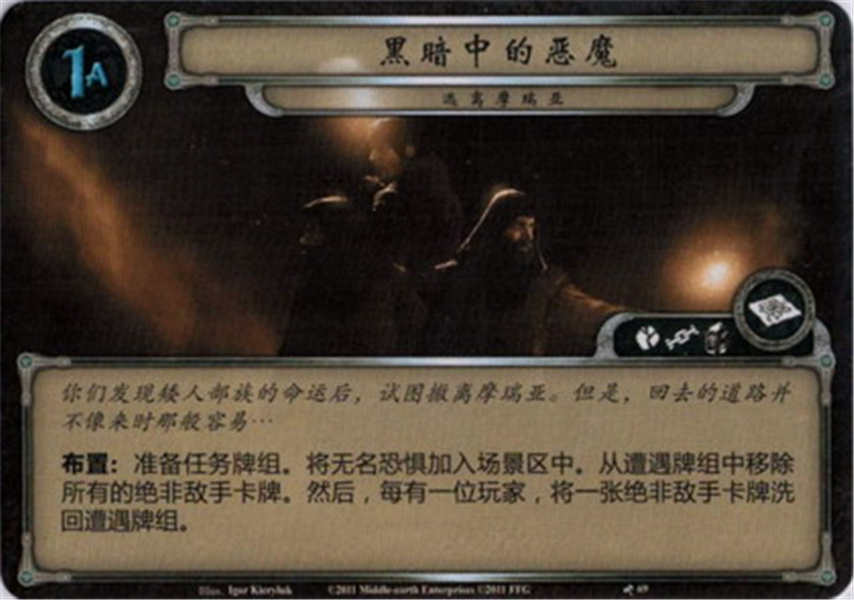 1A
黑暗中的恶魔
逃离摩瑞亚
你们发现矮人部族的命运后，试图撤离摩瑞亚。但是，回去的道路并
不像来时那般容易…
布置：准备任务牌组。将无名恐惧加入场景区中。从遭遇牌组中移除
所有的绝非敌手卡牌。然后，每有一位玩家，将一张绝非敌手卡牌洗
回遭遇牌组。
Illus. Igor Kieryluk ©2011 Middle-earth Enterprises ©2011 FFG 69